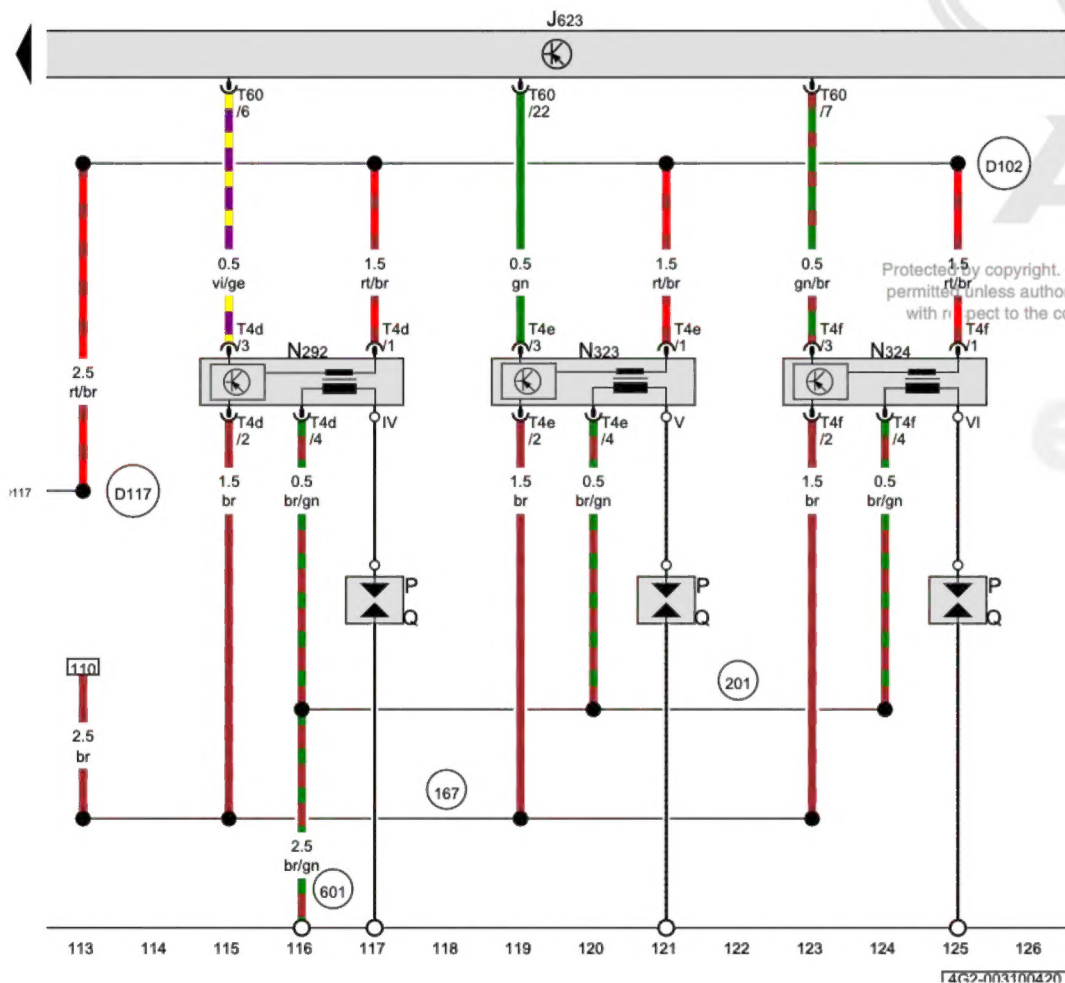 J623
T60 /6
T60 /22
T60 /7
D102
0.5 vi/ge
1.5 rt/br
0.5 gn
1.5 rt/br
0.5 gn/br
1.5 rt/br
Protected by copyright.
permitted unless author
with respect to the co
2.5 rt/br
T4d /3
N292
T4d /1
T4e /3
N323
T4e /1
T4f /3
N324
T4f /1
T4d /2
T4d /4
IV
T4e /2
T4e /4
V
T4f /2
T4f /4
VI
D117
1.5 br
0.5 br/gn
1.5 br
0.5 br/gn
1.5 br
0.5 br/gn
P Q
P Q
P Q
110
201
2.5 br
167
2.5 br/gn
601
113 114 115 116 117 118 119 120 121 122 123 124 125 126
4G2-003100420